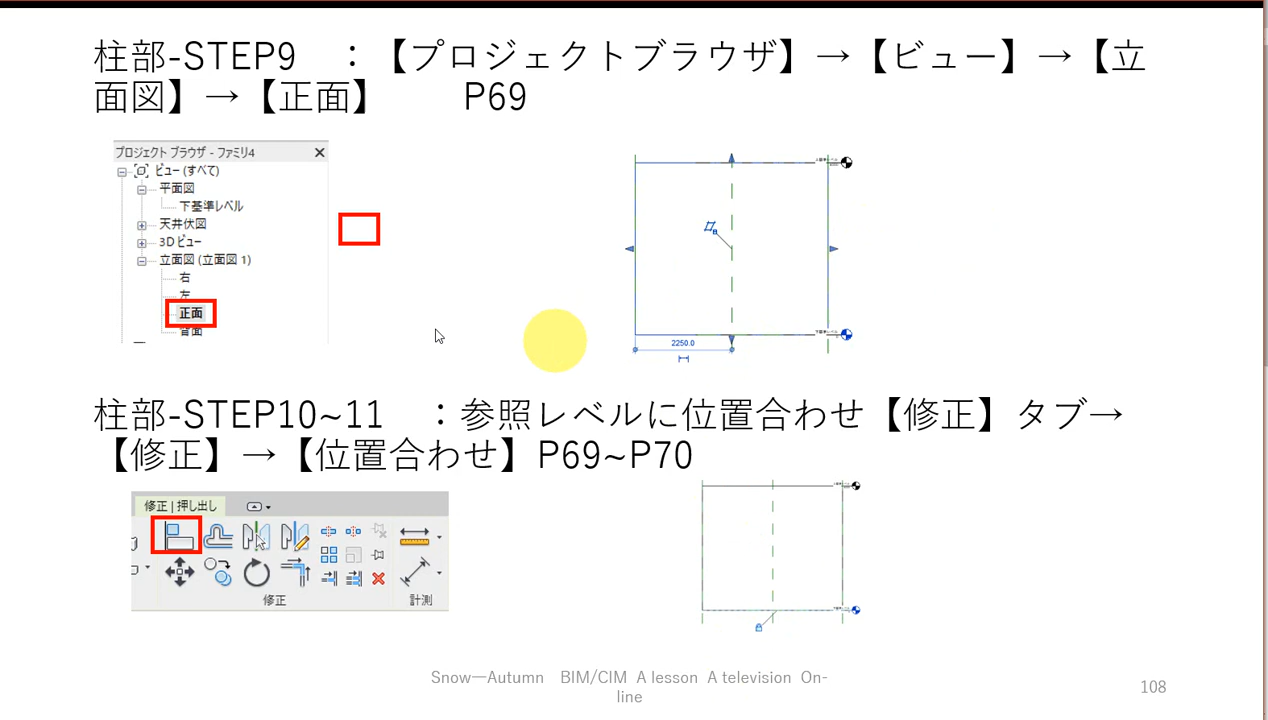 柱部-STEP9　：【プロジェクトブラウザ】→【ビュー】→【立
面図】→【正面】　　P69
プロジェクト ブラウザ - ファミリ4
ビュー (すべて)
平面図
下基準レベル
天井伏図
3Dビュー
立面図 (立面図 1)
右
左
正面
背面
2250.0
柱部-STEP10~11　：参照レベルに位置合わせ【修正】タブ→
【修正】→【位置合わせ】P69~P70
修正 | 押し出し
修正
計測
Snow―Autumn　BIM/CIM A lesson A television On-
line
108